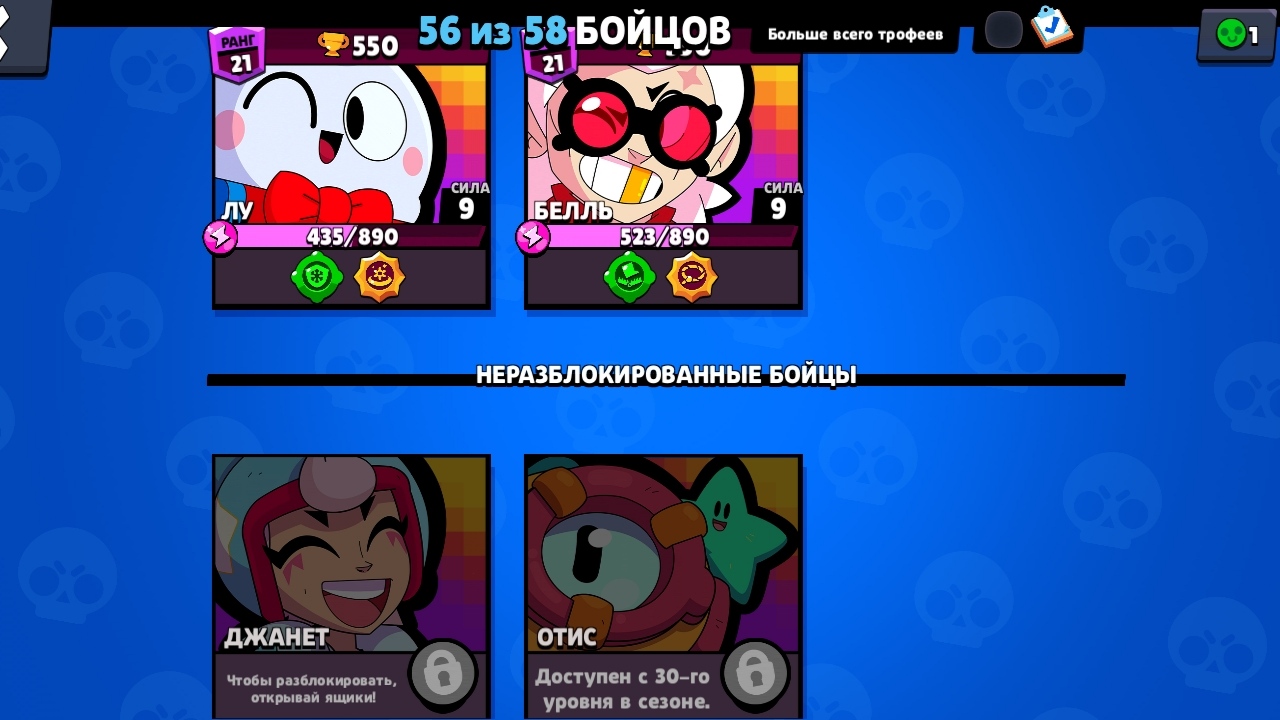 56 из 58 БОЙЦОВ
Больше всего трофеев
1
РАНГ
21
550
21
СИЛА
9
ЛУ
435/890
СИЛА
9
БЕЛЛЬ
523/890
НЕРАЗБЛОКИРОВАННЫЕ БОЙЦЫ
ДЖАНЕТ
Чтобы разблокировать,
открывай ящики!
ОТИС
Доступен с 30-го
уровня в сезоне.